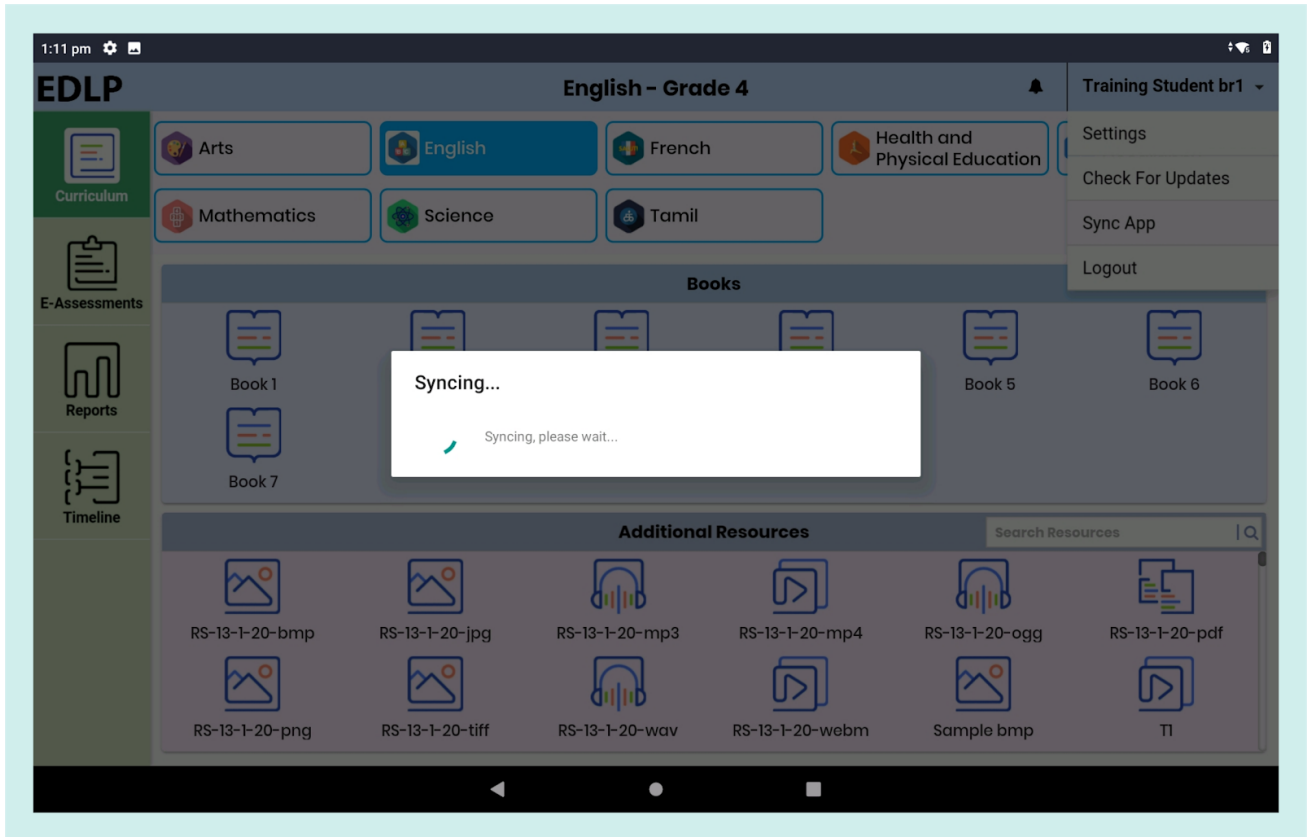 1:11 pm
EDLP
English - Grade 4
Training Student br1
Settings
Check For Updates
Sync App
Logout
Curriculum
E-Assessments
Reports
Timeline
Arts
English
French
Health and
Physical Education
Mathematics
Science
Tamil
Books
Book 1
Book 5
Book 6
Book 7
Syncing...
Syncing, please wait...
Additional Resources
Search Resources
RS-13-1-20-bmp
RS-13-1-20-jpg
RS-13-1-20-mp3
RS-13-1-20-mp4
RS-13-1-20-ogg
RS-13-1-20-pdf
RS-13-1-20-png
RS-13-1-20-tiff
RS-13-1-20-wav
RS-13-1-20-webm
Sample bmp
T1